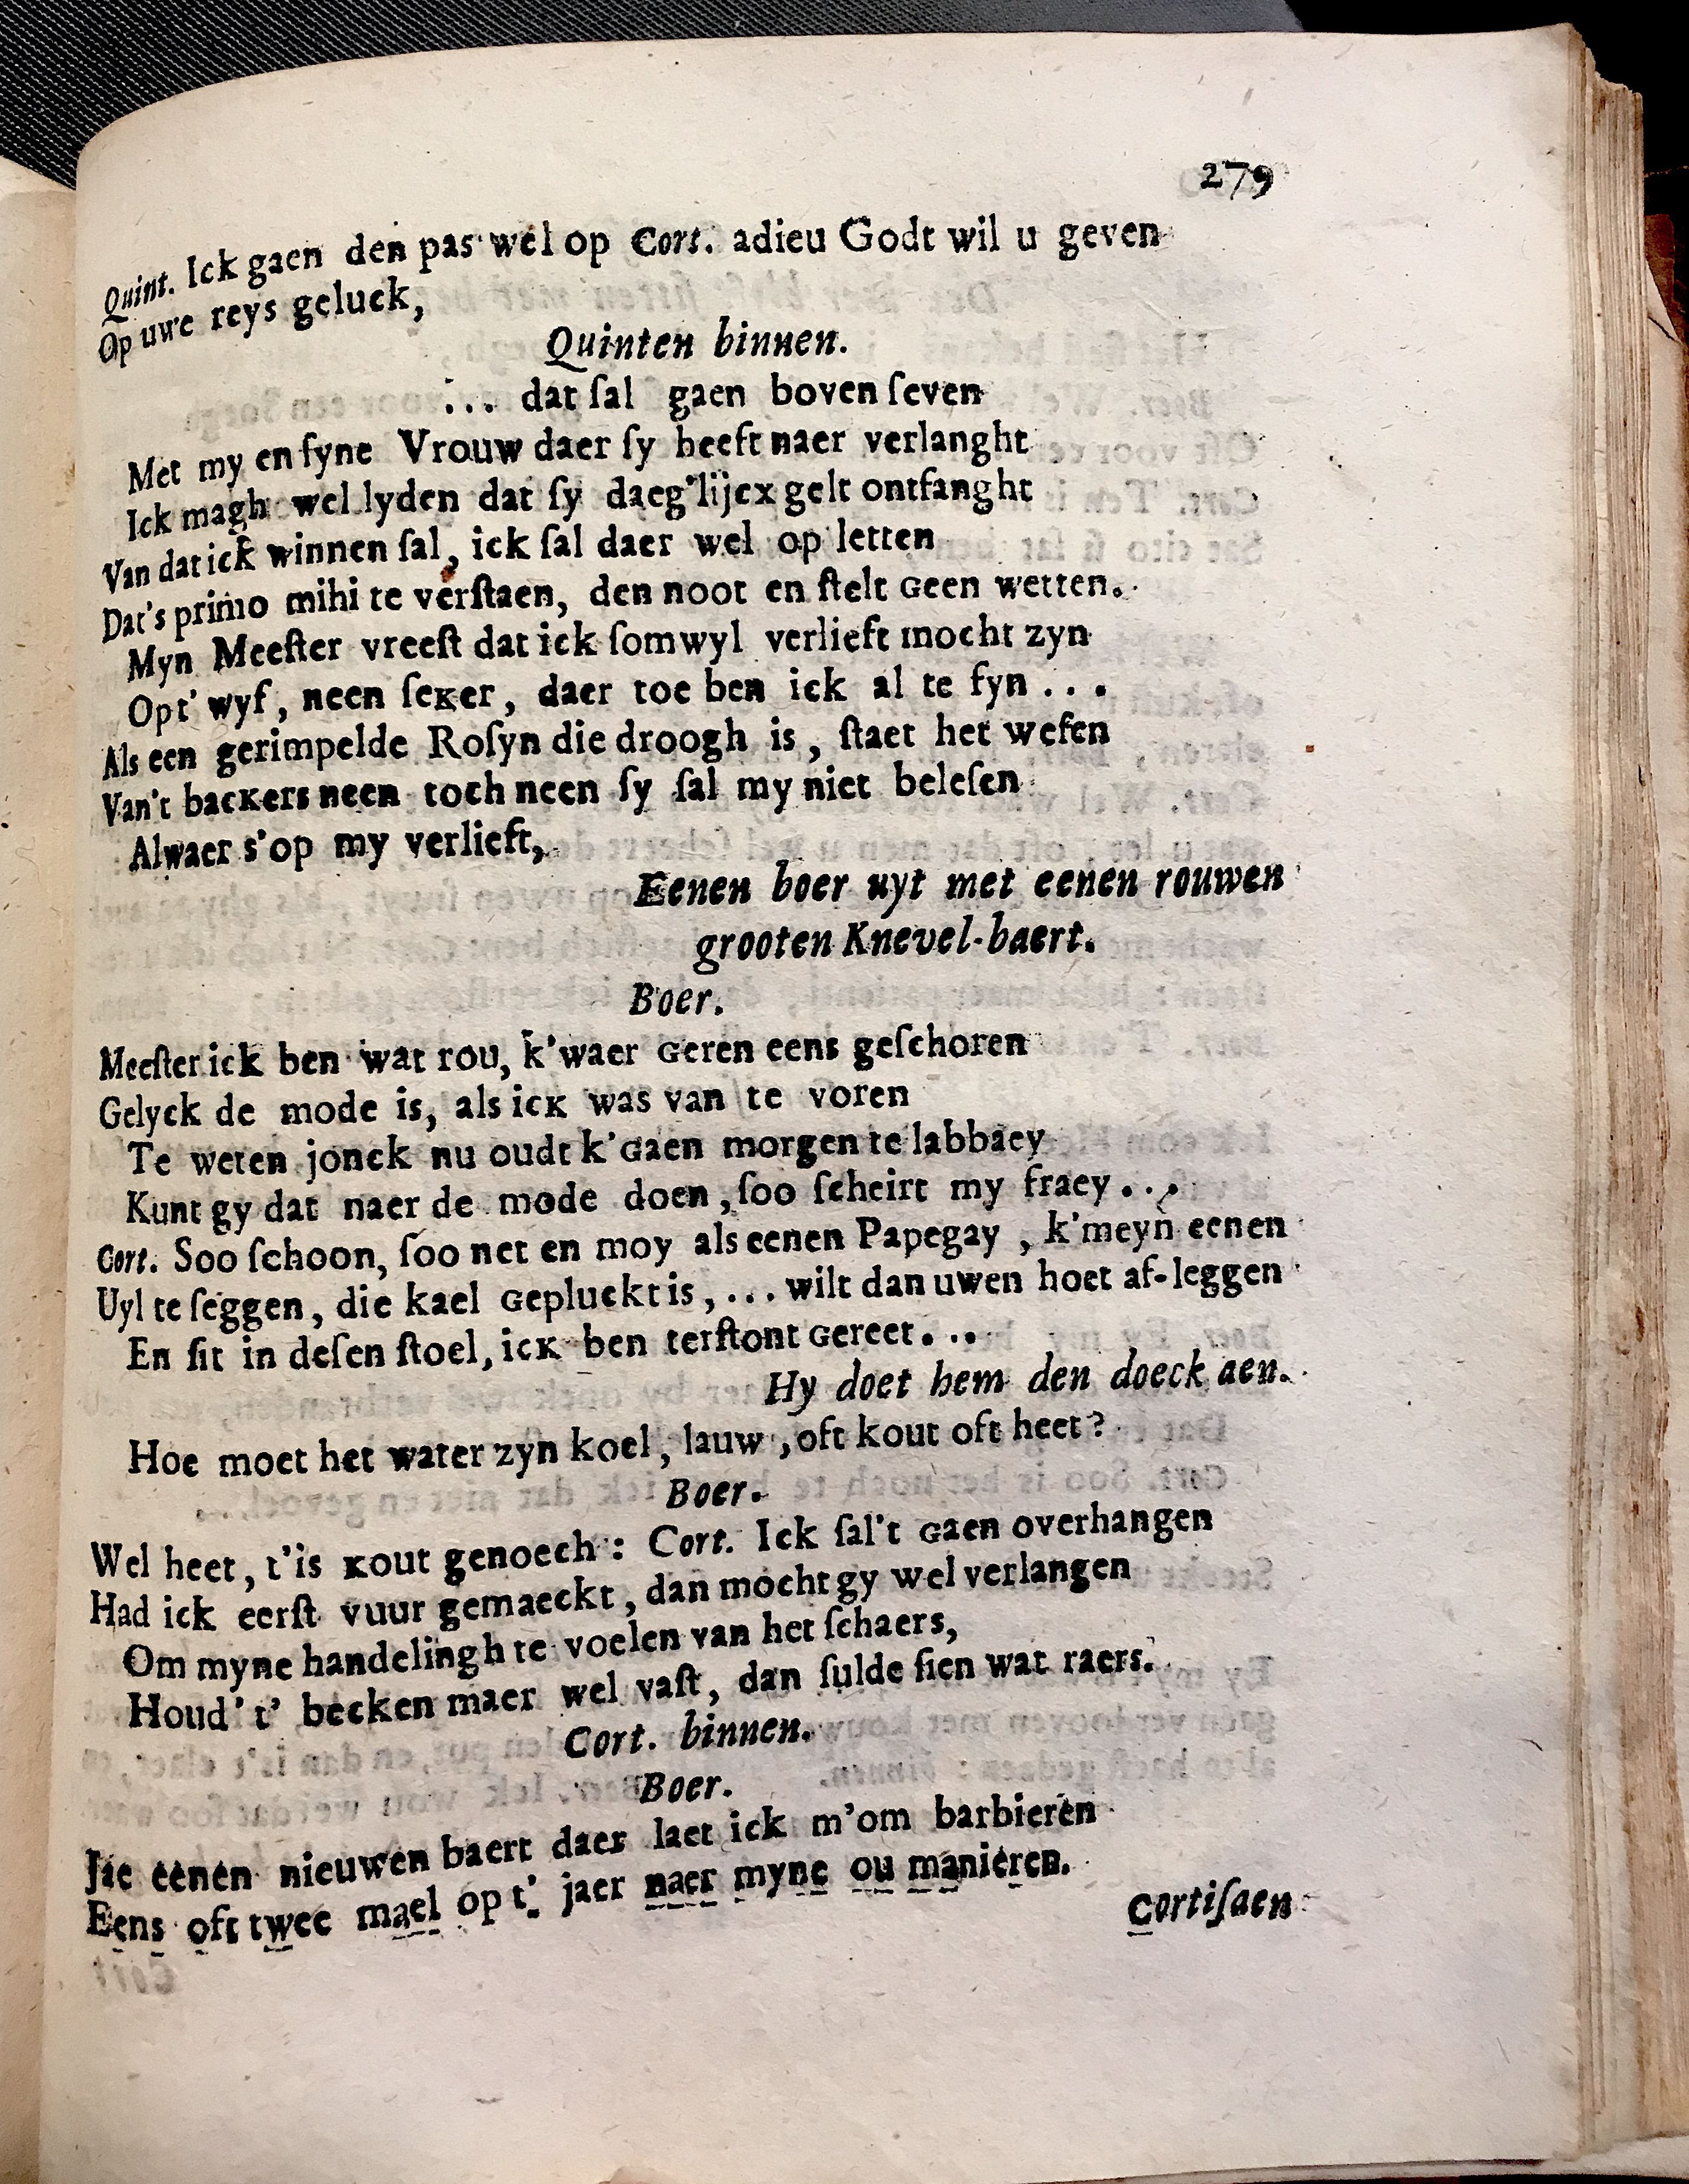 279
Quint. Ick gaen den pas wel op Cort. adieu Godt wil u geven
Op uwe reys geluck,
Quinten binnen.
... dat ſal gaen boven ſeven
Met my en ſyne Vrouw daer ſy heeft naer verlanght
Ick magh wel lyden dat ſy daeg'lijcx gelt ontfanght
Van dat ick winnen ſal, ick ſal daer wel op letten
Dat's primo mihi te verſtaen, den noot en ſtelt geen wetten.
Myn Meeſter vreeſt dat ick ſomwyl verlieft mocht zyn
Opt' wyf, neen ſeker, daer toe ben ick al te fyn ...
Als een gerimpelde Roſyn die droogh is, ſtaet het weſen
Van't backers neen toch neen ſy ſal my niet beleſen
Alwaer s'op my verlieft,
Eenen boer uyt met eenen rouwen
grooten Knevel-baert.
Boer.
Meeſter ick ben wat rou, k'waer geren eens geſchoren
Gelyck de mode is, als ick was van te voren
Te weten jonck nu oudt k'gaen morgen te labbaey
Kunt gy dat naer de mode doen, ſoo ſcheirt my fraey ...
Cort. Soo ſchoon, ſoo net en moy als eenen Papegay, k'meyn eenen
Uyl te ſeggen, die kael gepluckt is, ... wilt dan uwen hoet af-leggen
En ſit in deſen ſtoel, ick ben terſtont gereet...
Hy doet hem den doeck aen.
Hoe moet het water zyn koel, lauw, oft kout oft heet?
Boer.
Wel heet, t'is kout genoech: Cort. Ick ſal't gaen overhangen
Had ick eerſt vuur gemaeckt, dan mocht gy wel verlangen
Om myne handelingh te voelen van het ſchaers,
Houd' t' becken maer wel vaſt, dan ſulde ſien wat raers.
Cort. binnen.
Boer.
Jae eenen nieuwen baert daer laet ick m'om barbieren
Eens oft twee mael op t' jaer naer myne ou manieren.
Cortiſaen